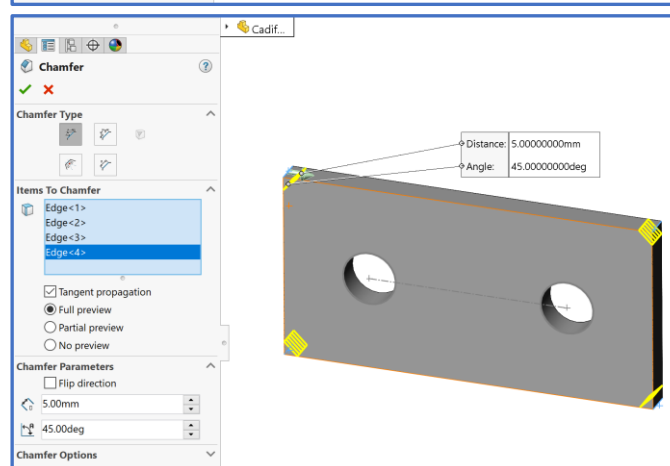 Cadif...
Chamfer
Chamfer Type
Items To Chamfer
Edge<1>
Edge<2>
Edge<3>
Edge<4>
Tangent propagation
Full preview
Partial preview
No preview
Chamfer Parameters
Flip direction
5.00mm
45.00deg
Chamfer Options
Distance: 5.00000000mm
Angle: 45.00000000deg